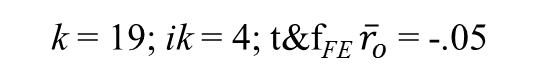 k = 19; ik = 4; t&f_FE r̄_o = -.05